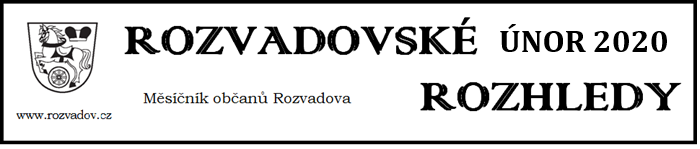 ROZVADOVSKÉ ÚNOR 2020
ROZHLEDY
Měsíčník občanů Rozvadova
www.rozvadov.cz